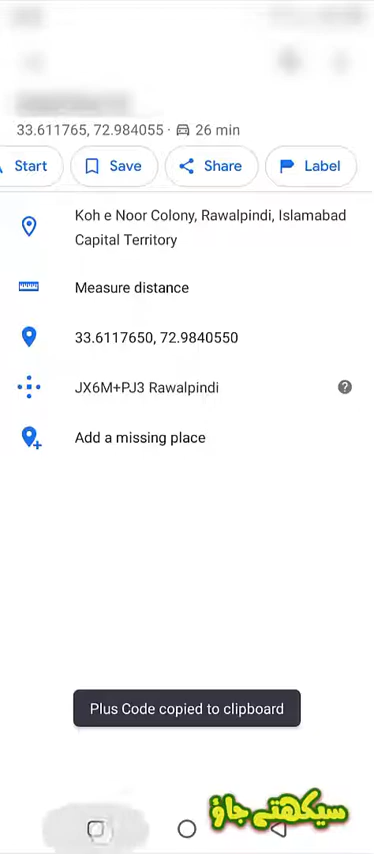 33.611765, 72.984055 · 26 min
Start Save Share Label
Koh e Noor Colony, Rawalpindi, Islamabad
Capital Territory
Measure distance
33.6117650, 72.9840550
JX6M+PJ3 Rawalpindi ?
Add a missing place
Plus Code copied to clipboard
سیکھتے جاؤ